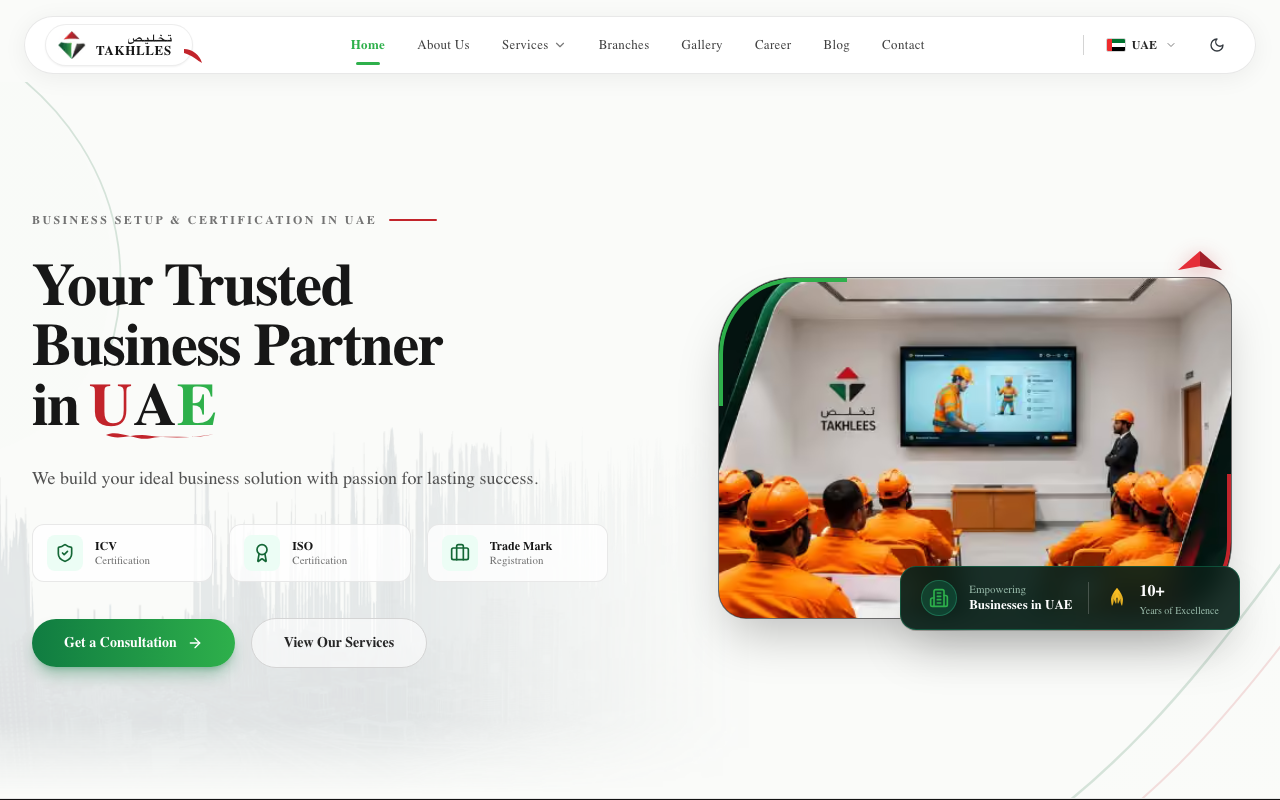 تخليص
TAKHLLES
Home
About Us
Services
Branches
Gallery
Career
Blog
Contact
UAE
BUSINESS SETUP & CERTIFICATION IN UAE
Your Trusted
Business Partner
in UAE
We build your ideal business solution with passion for lasting success.
ICV
Certification
ISO
Certification
Trade Mark
Registration
Get a Consultation
View Our Services
تخلص
TAKHLEES
Empowering
Businesses in UAE
10+
Years of Excellence